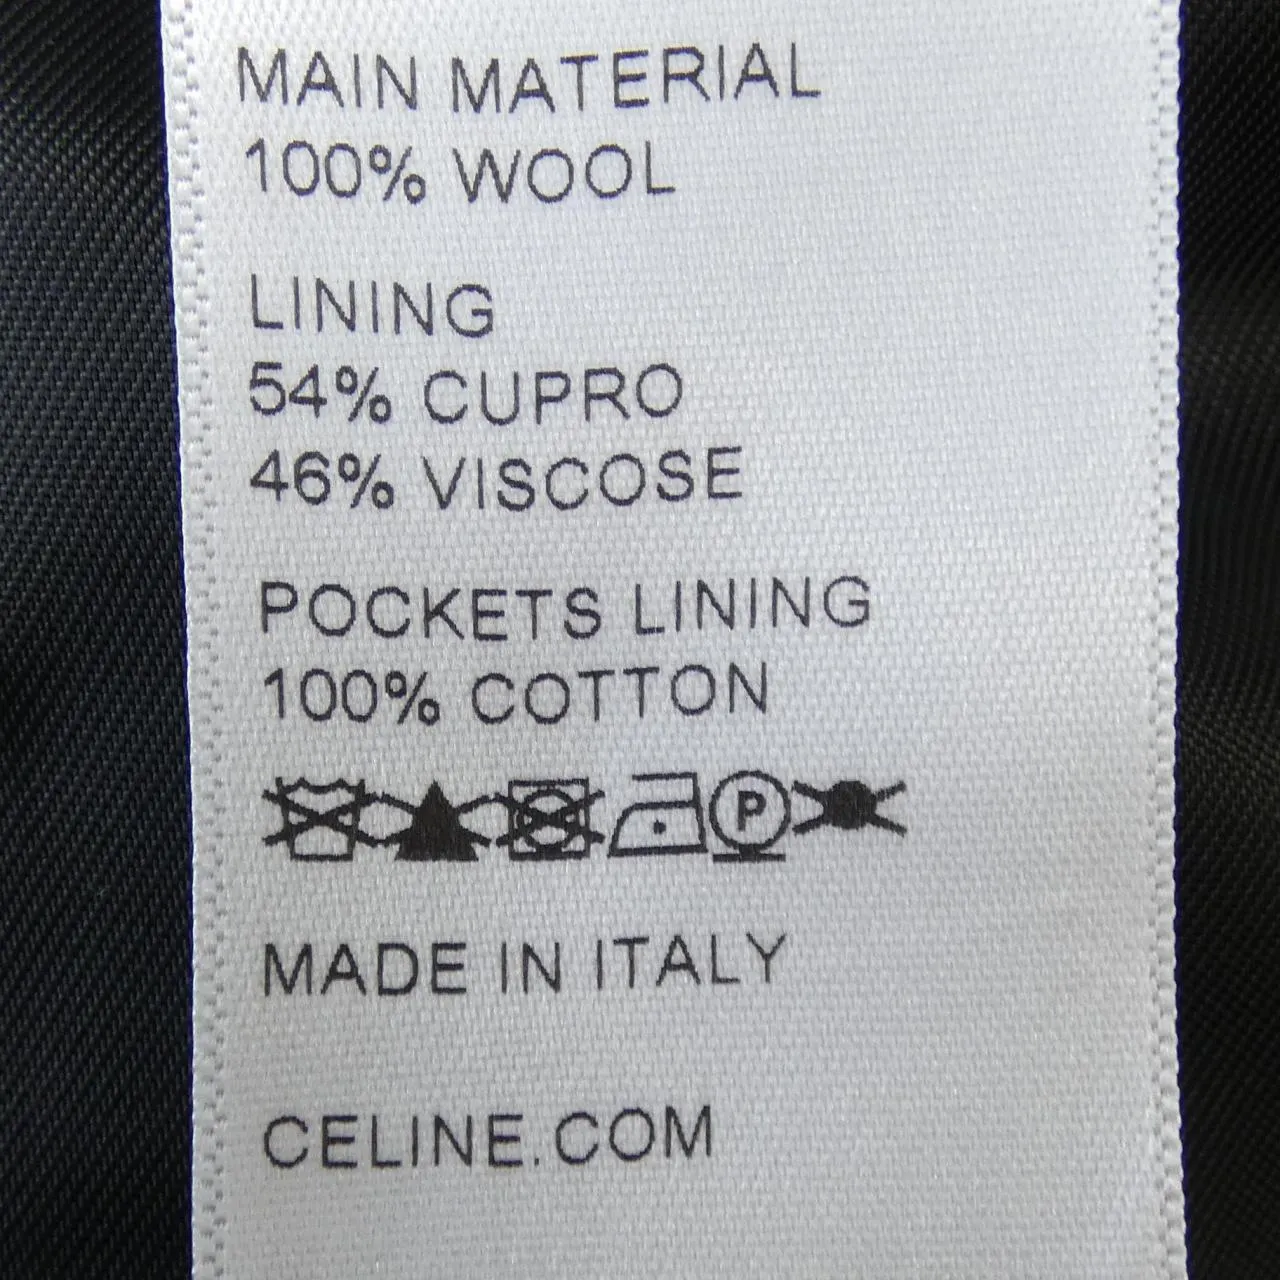 MAIN MATERIAL
100% WOOL
LINING
54% CUPRO
46% VISCOSE
POCKETS LINING
100% COTTON
P
MADE IN ITALY
CELINE.COM